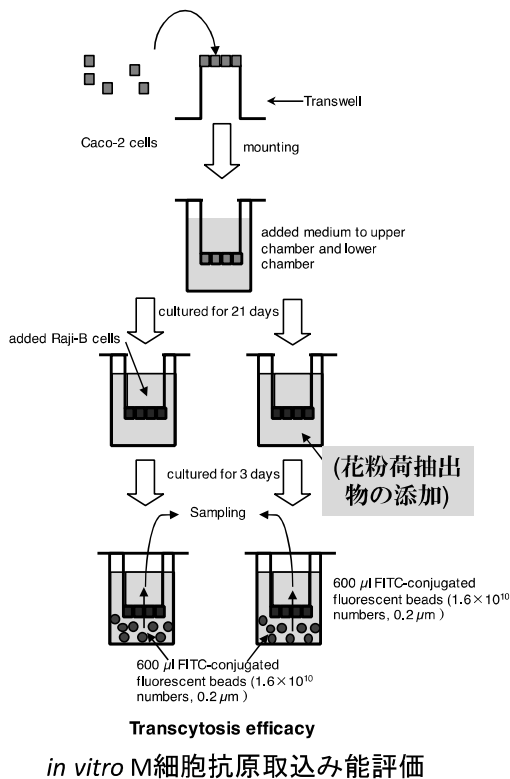 Transwell
Caco-2 cells
mounting
added medium to upper
chamber and lower
chamber
cultured for 21 days
added Raji-B cells
(花粉荷抽出
物の添加)
cultured for 3 days
Sampling
600 μl FITC-conjugated
fluorescent beads (1.6×10¹⁰
numbers, 0.2 μm )
600 μl FITC-conjugated
fluorescent beads (1.6×10¹⁰
numbers, 0.2 μm )
Transcytosis efficacy
in vitro M細胞抗原取込み能評価